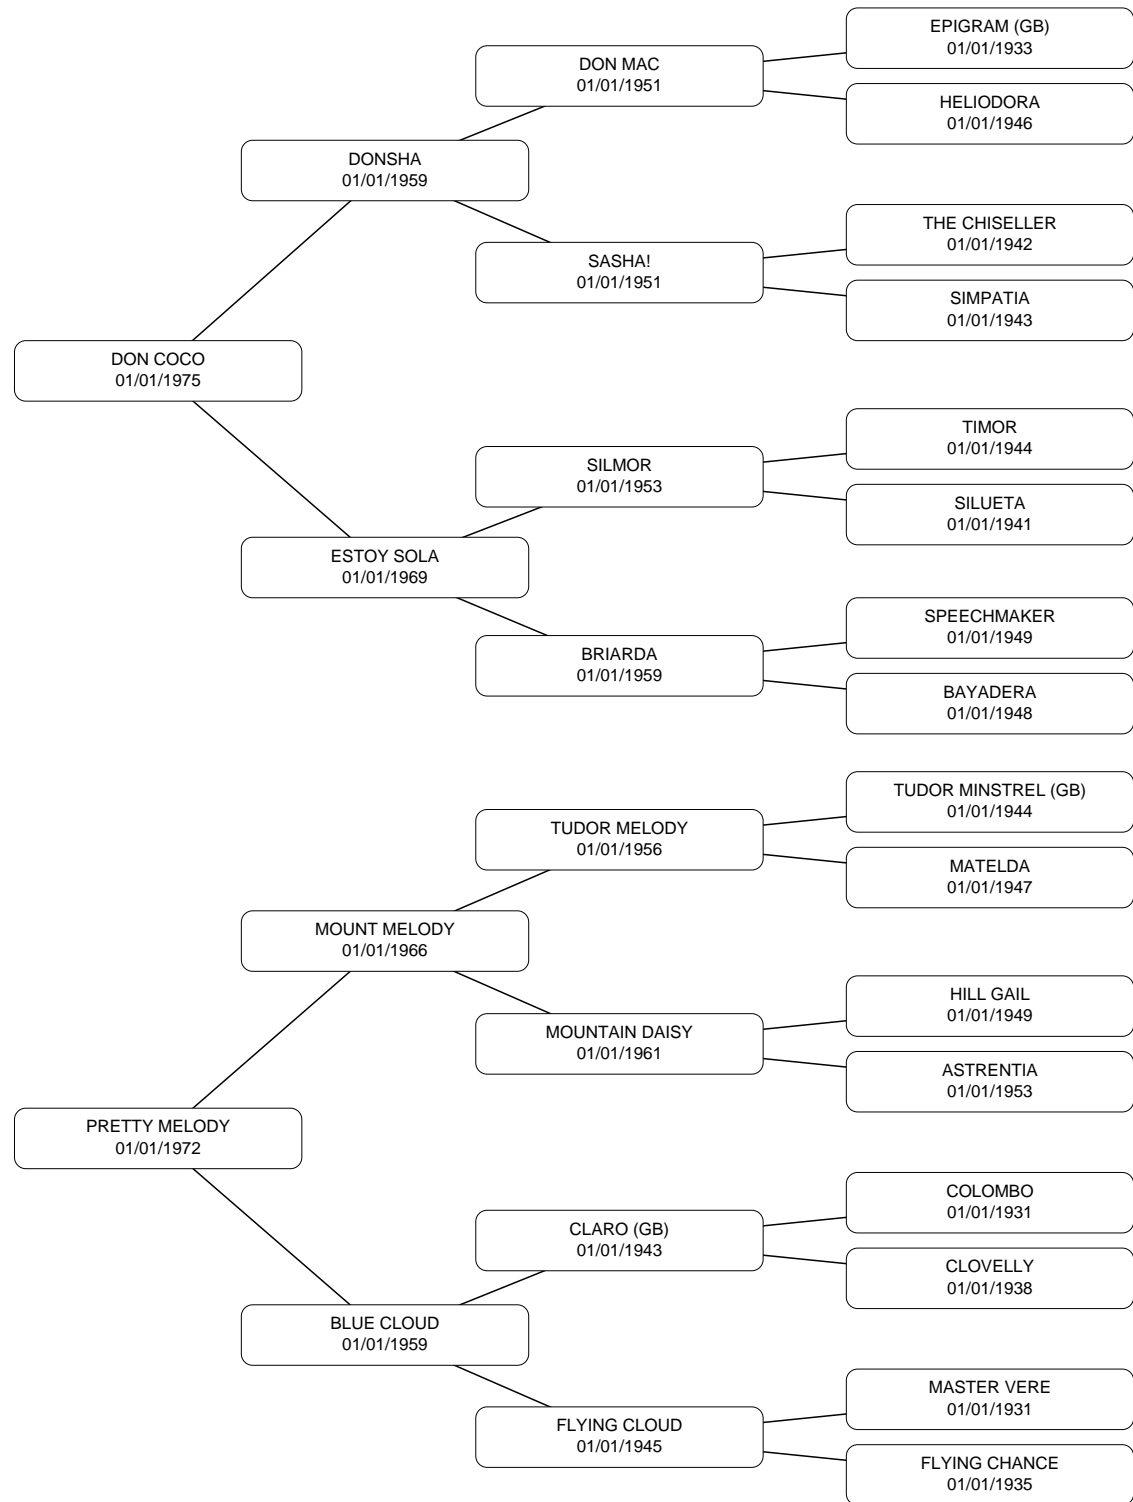 EPIGRAM (GB)
01/01/1933
DON MAC
01/01/1951
HELIODORA
01/01/1946
DONSHA
01/01/1959
THE CHISELLER
01/01/1942
SASHA!
01/01/1951
SIMPATIA
01/01/1943
DON COCO
01/01/1975
TIMOR
01/01/1944
SILMOR
01/01/1953
SILUETA
01/01/1941
ESTOY SOLA
01/01/1969
SPEECHMAKER
01/01/1949
BRIARDA
01/01/1959
BAYADERA
01/01/1948
TUDOR MINSTREL (GB)
01/01/1944
TUDOR MELODY
01/01/1956
MATELDA
01/01/1947
MOUNT MELODY
01/01/1966
HILL GAIL
01/01/1949
MOUNTAIN DAISY
01/01/1961
ASTRENTIA
01/01/1953
PRETTY MELODY
01/01/1972
COLOMBO
01/01/1931
CLARO (GB)
01/01/1943
CLOVELLY
01/01/1938
BLUE CLOUD
01/01/1959
MASTER VERE
01/01/1931
FLYING CLOUD
01/01/1945
FLYING CHANCE
01/01/1935